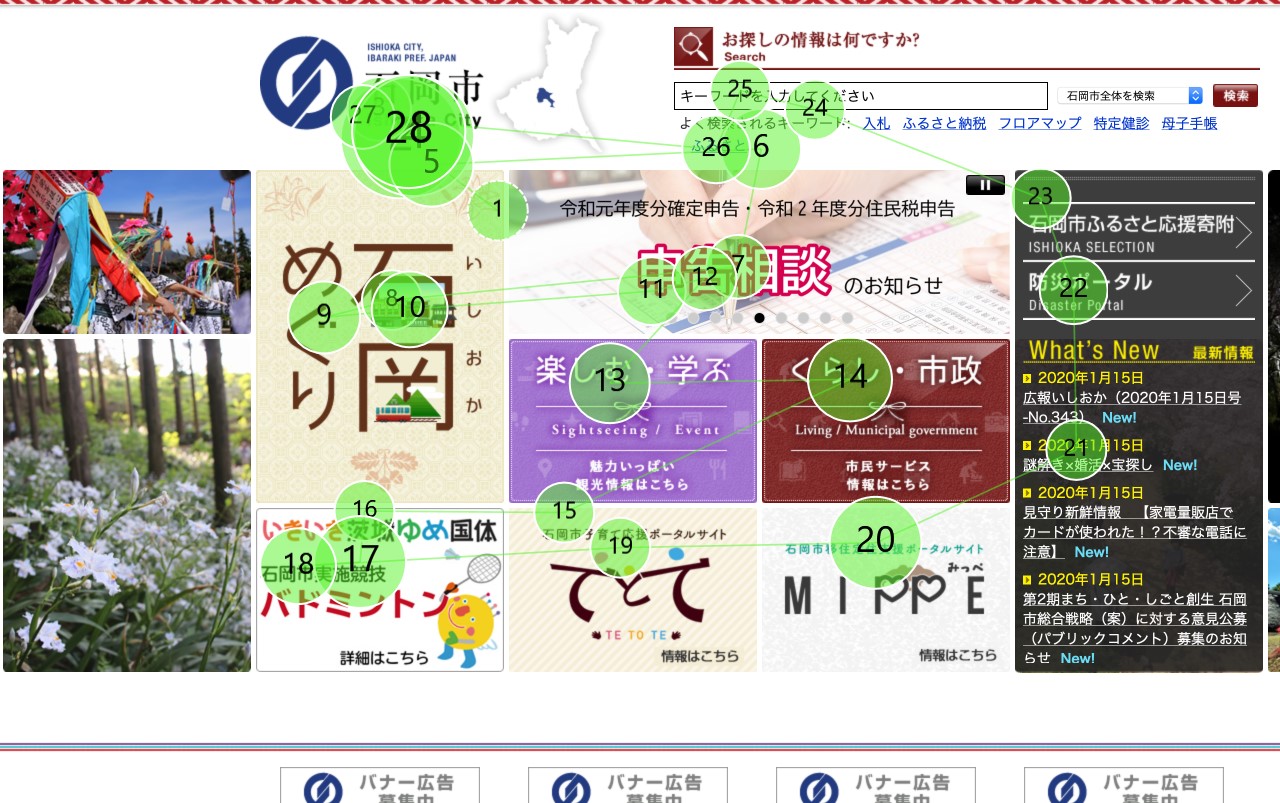 ISHIOKA CITY,
IBARAKI PREF. JAPAN
石岡市
City
お探しの情報は何ですか?
Search
キーワードを入力してください
石岡市全体を検索
検索
よく検索されるキーワード: 入札 ふるさと納税 フロアマップ 特定健診 母子手帳
ふるさと
27
28
5
25
24
26
6
1
23
7
12
11
8
10
9
22
13
14
21
16
15
17
18
19
20
令和元年度分確定申告・令和2年度分住民税申告
申告相談 のお知らせ
石岡
めぐり
いしおか
石岡市ふるさと応援寄附
ISHIOKA SELECTION
防災ポータル
Disaster Portal
楽しむ・学ぶ
Sightseeing / Event
魅力いっぱい
観光情報はこちら
くらし・市政
Living / Municipal government
市民サービス
情報はこちら
What's New 最新情報
2020年1月15日
広報いしおか（2020年1月15日号
-No.343） New!
2020年1月15日
謎解き×婚活×宝探し New!
2020年1月15日
見守り新鮮情報 【家電量販店で
カードが使われた！？不審な電話に
注意】 New!
2020年1月15日
第2期まち・ひと・しごと創生 石岡
市総合戦略（案）に対する意見公募
（パブリックコメント）募集のお知
らせ New!
いきいき茨城ゆめ国体
石岡市実施競技
バドミントン
詳細はこちら
石岡市子育て応援ポータルサイト
てとて
TE TO TE
情報はこちら
石岡市移住定住支援ポータルサイト
みっぺ
MIPPE
情報はこちら
バナー広告
募集中
バナー広告
募集中
バナー広告
募集中
バナー広告
募集中